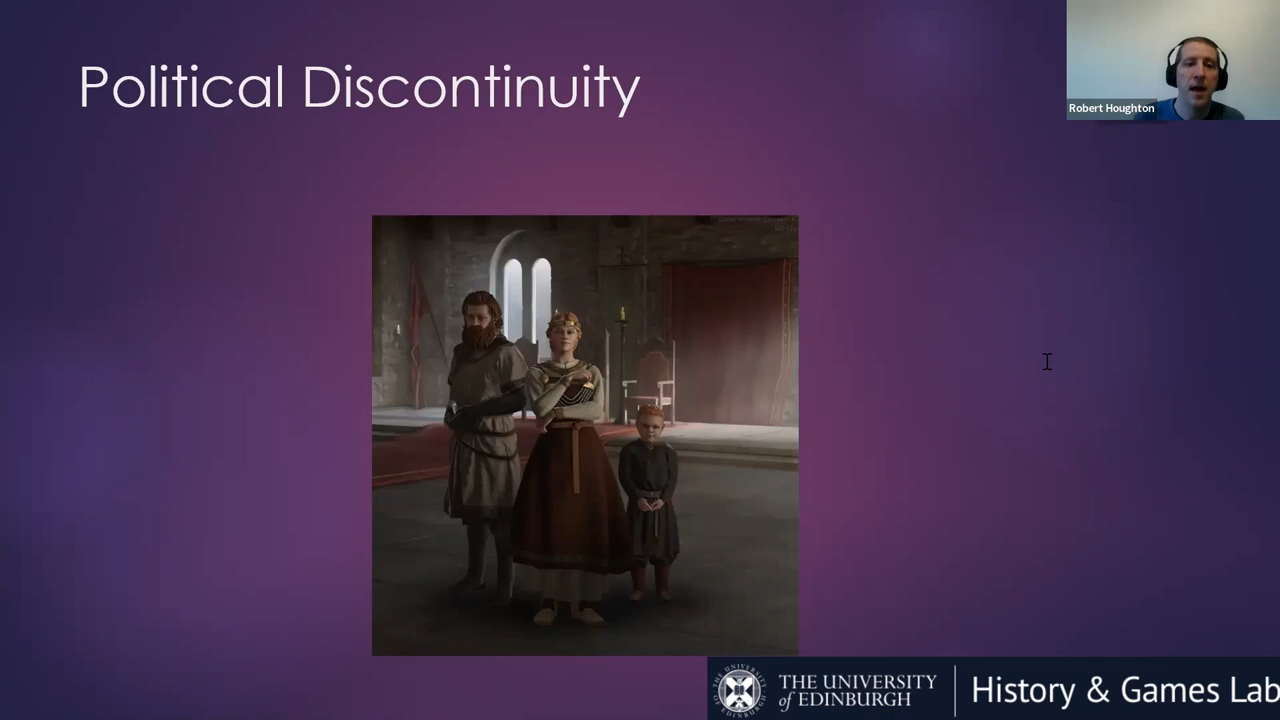 Political Discontinuity
Robert Houghton
THE UNIVERSITY
of EDINBURGH
History & Games Lab